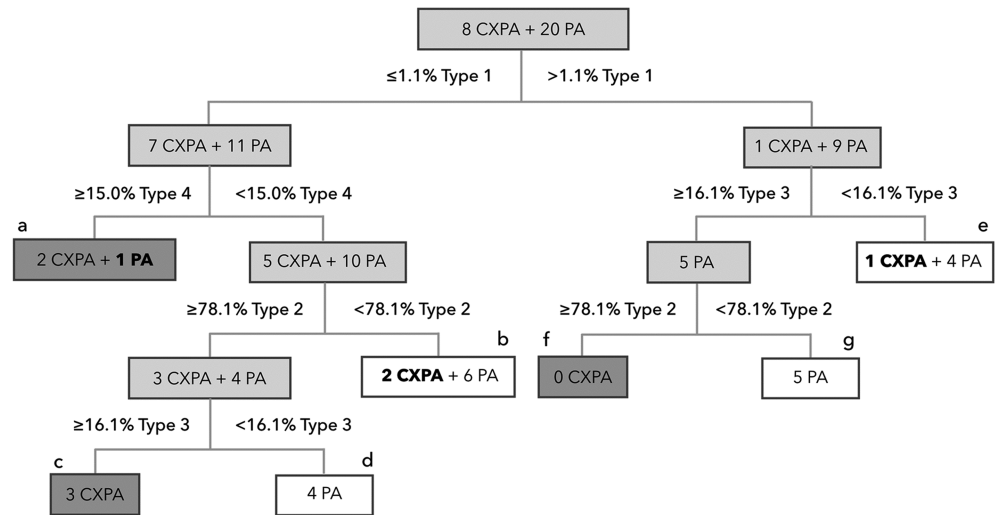 8 CXPA + 20 PA
≤1.1% Type 1
>1.1% Type 1
7 CXPA + 11 PA
1 CXPA + 9 PA
≥15.0% Type 4
<15.0% Type 4
≥16.1% Type 3
<16.1% Type 3
a
e
2 CXPA + 1 PA
5 CXPA + 10 PA
5 PA
1 CXPA + 4 PA
≥78.1% Type 2
<78.1% Type 2
≥78.1% Type 2
<78.1% Type 2
b
f
g
3 CXPA + 4 PA
2 CXPA + 6 PA
0 CXPA
5 PA
≥16.1% Type 3
<16.1% Type 3
c
d
3 CXPA
4 PA